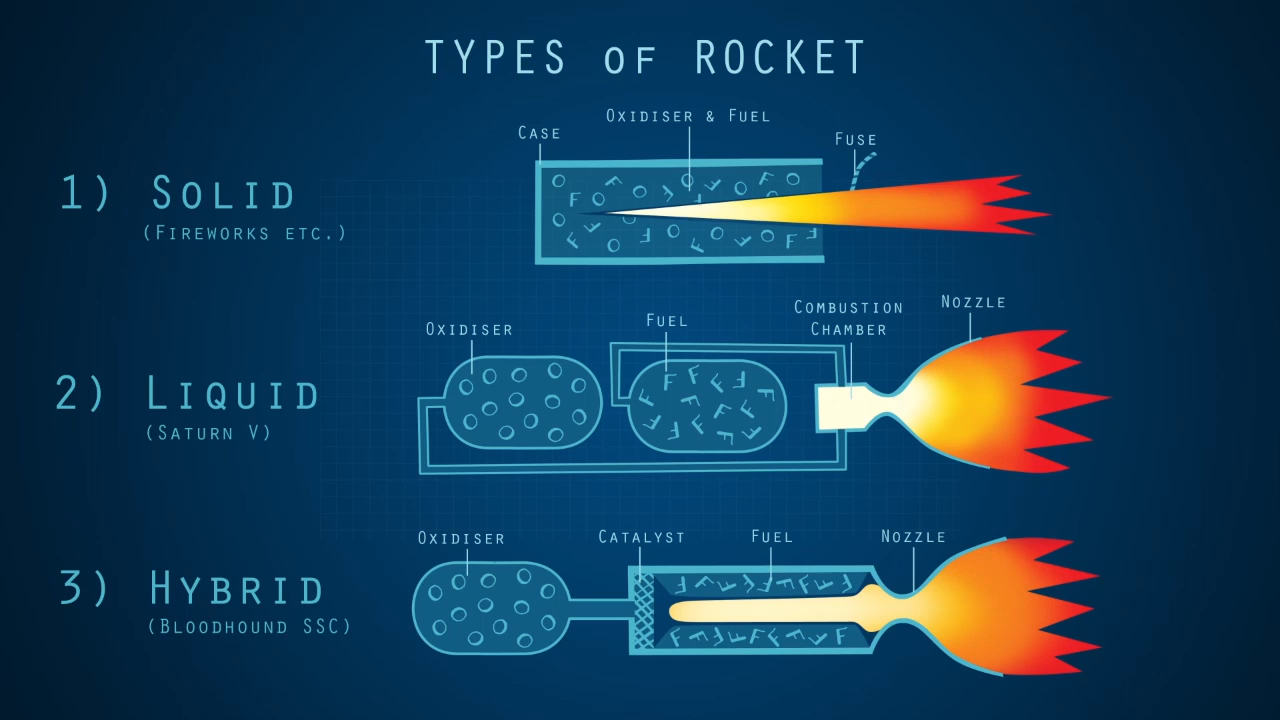 TYPES OF ROCKET
1) SOLID
(FIREWORKS ETC.)
CASE
OXIDISER & FUEL
FUSE
2) LIQUID
(SATURN V)
OXIDISER
FUEL
COMBUSTION
CHAMBER
NOZZLE
3) HYBRID
(BLOODHOUND SSC)
OXIDISER
CATALYST
FUEL
NOZZLE